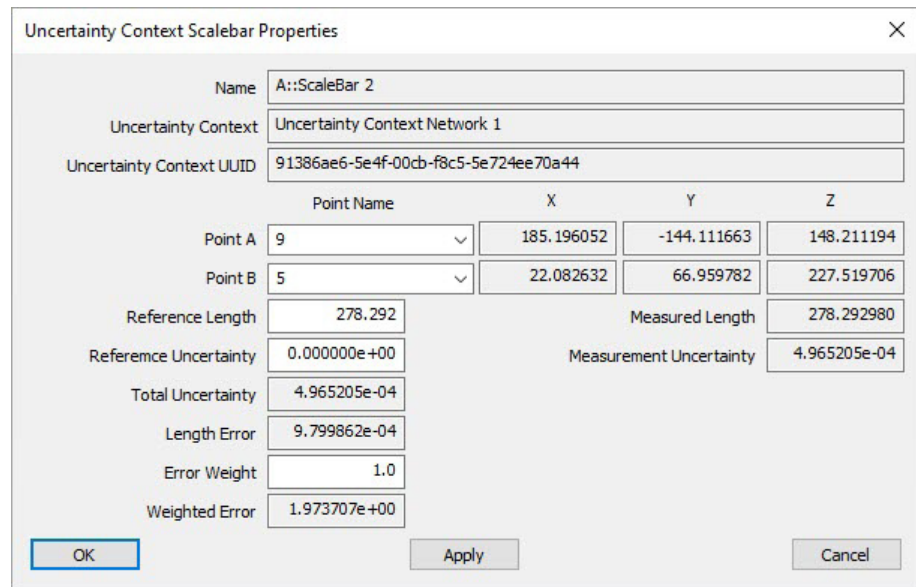 Uncertainty Context Scalebar Properties
Name A::ScaleBar 2
Uncertainty Context Uncertainty Context Network 1
Uncertainty Context UUID 91386ae6-5e4f-00cb-f8c5-5e724ee70a44
Point Name X Y Z
Point A 9 185.196052 -144.111663 148.211194
Point B 5 22.082632 66.959782 227.519706
Reference Length 278.292 Measured Length 278.292980
Referemce Uncertainty 0.000000e+00 Measurement Uncertainty 4.965205e-04
Total Uncertainty 4.965205e-04
Length Error 9.799862e-04
Error Weight 1.0
Weighted Error 1.973707e+00
OK Apply Cancel